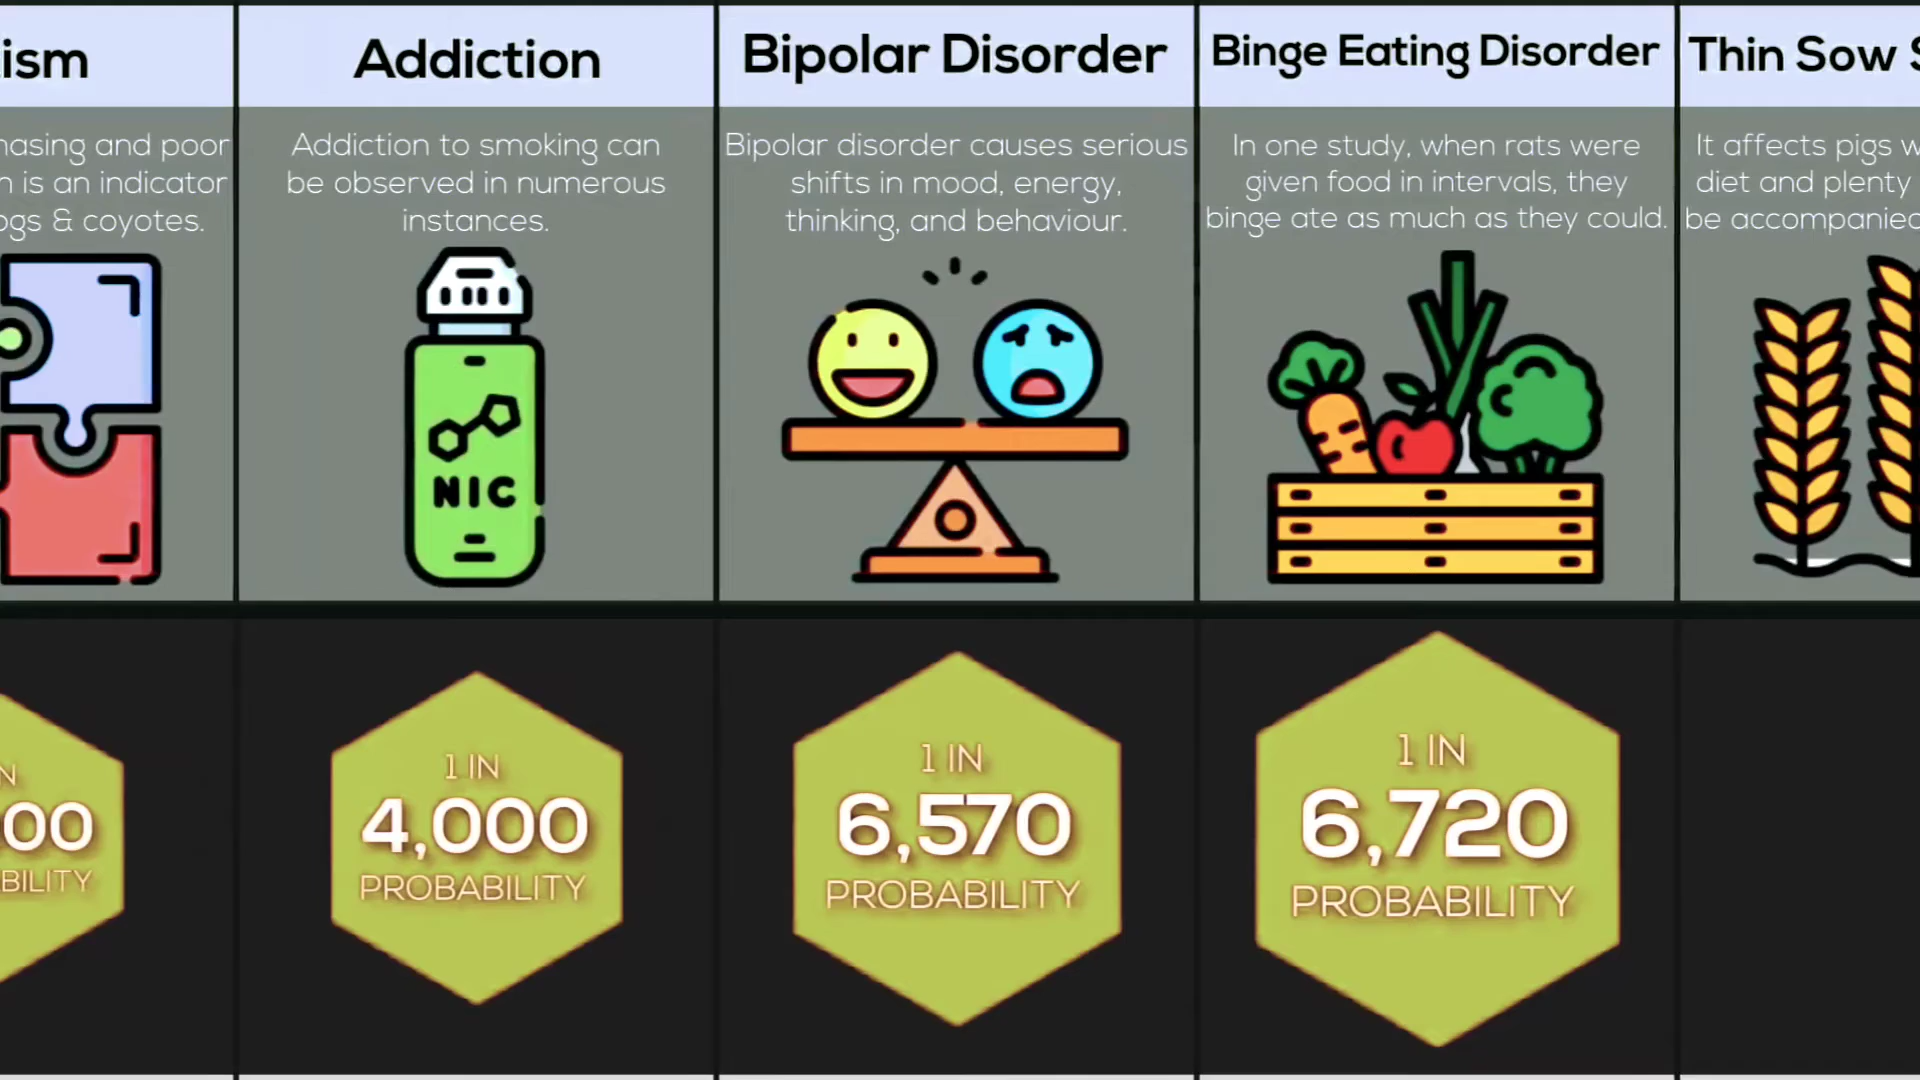 ism
Addiction
Bipolar Disorder
Binge Eating Disorder
Thin Sow
and poor
is an indicator
& coyotes.
Addiction to smoking can
be observed in numerous
instances.
Bipolar disorder causes serious
shifts in mood, energy,
thinking, and behaviour.
In one study, when rats were
given food in intervals, they
binge ate as much as they could.
It affects pigs
diet and plenty
be accompanied
NIC
00
BILITY
1 IN
4,000
PROBABILITY
1 IN
6,570
PROBABILITY
1 IN
6,720
PROBABILITY